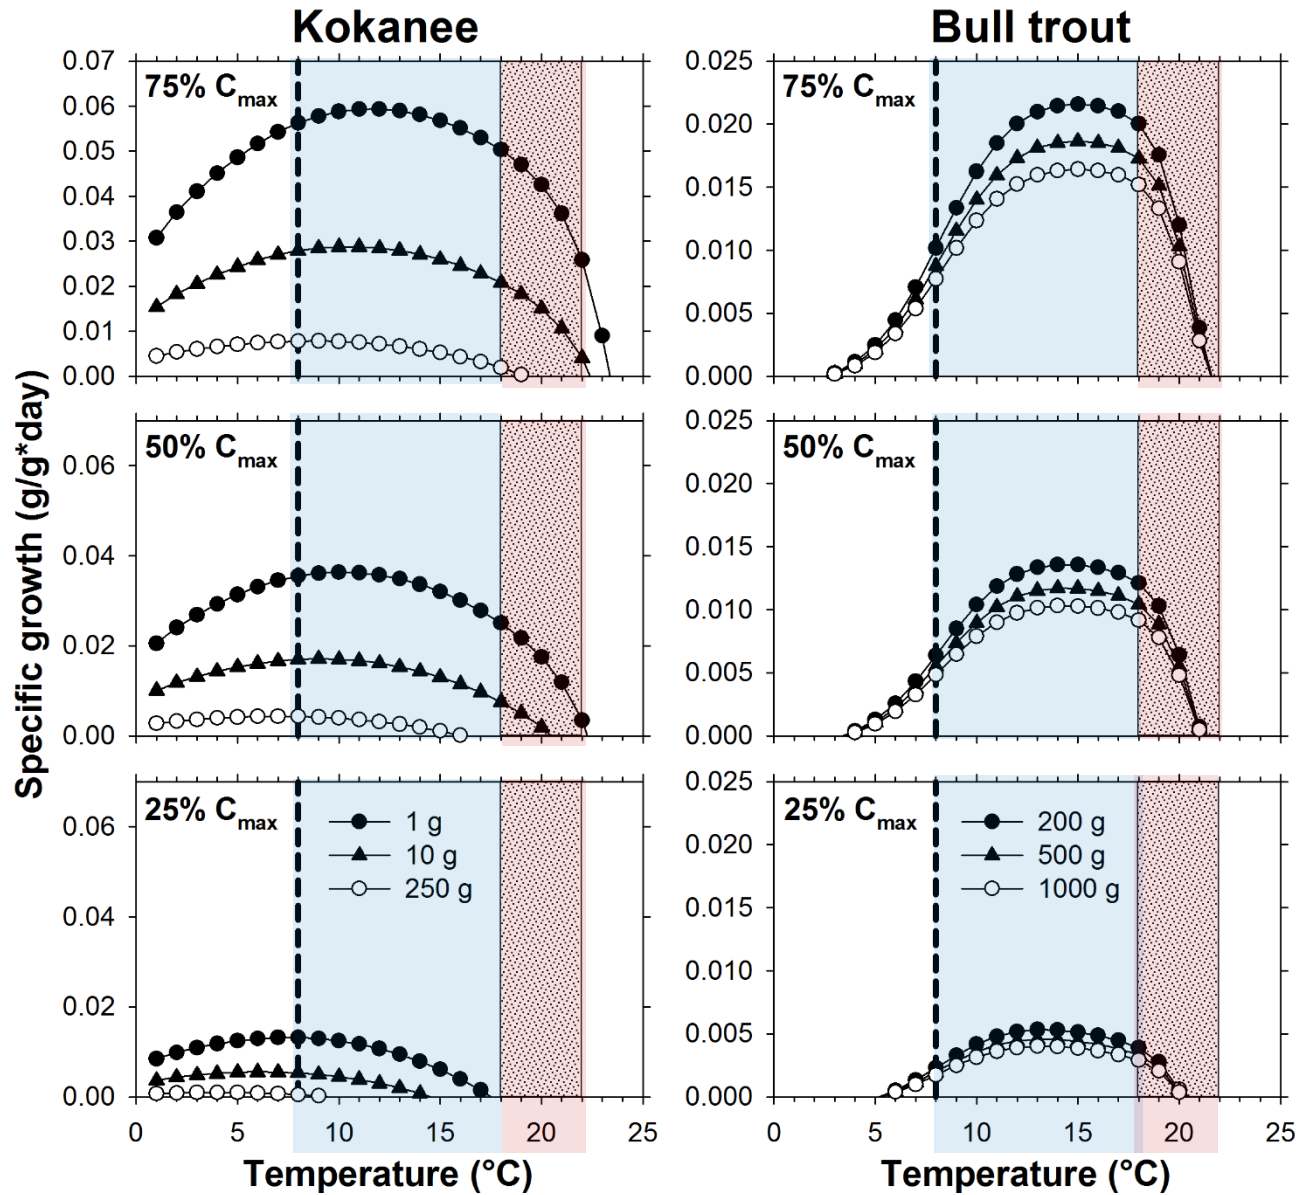 Kokanee
Bull trout
Specific growth (g/g*day)
75% Cmax
0.07
0.06
0.05
0.04
0.03
0.02
0.01
0.00
75% Cmax
0.025
0.020
0.015
0.010
0.005
0.000
50% Cmax
0.06
0.04
0.02
0.00
50% Cmax
0.025
0.020
0.015
0.010
0.005
0.000
25% Cmax
0.06
0.04
0.02
0.00
1 g
10 g
250 g
0 5 10 15 20 25
Temperature (°C)
25% Cmax
0.025
0.020
0.015
0.010
0.005
0.000
200 g
500 g
1000 g
0 5 10 15 20 25
Temperature (°C)